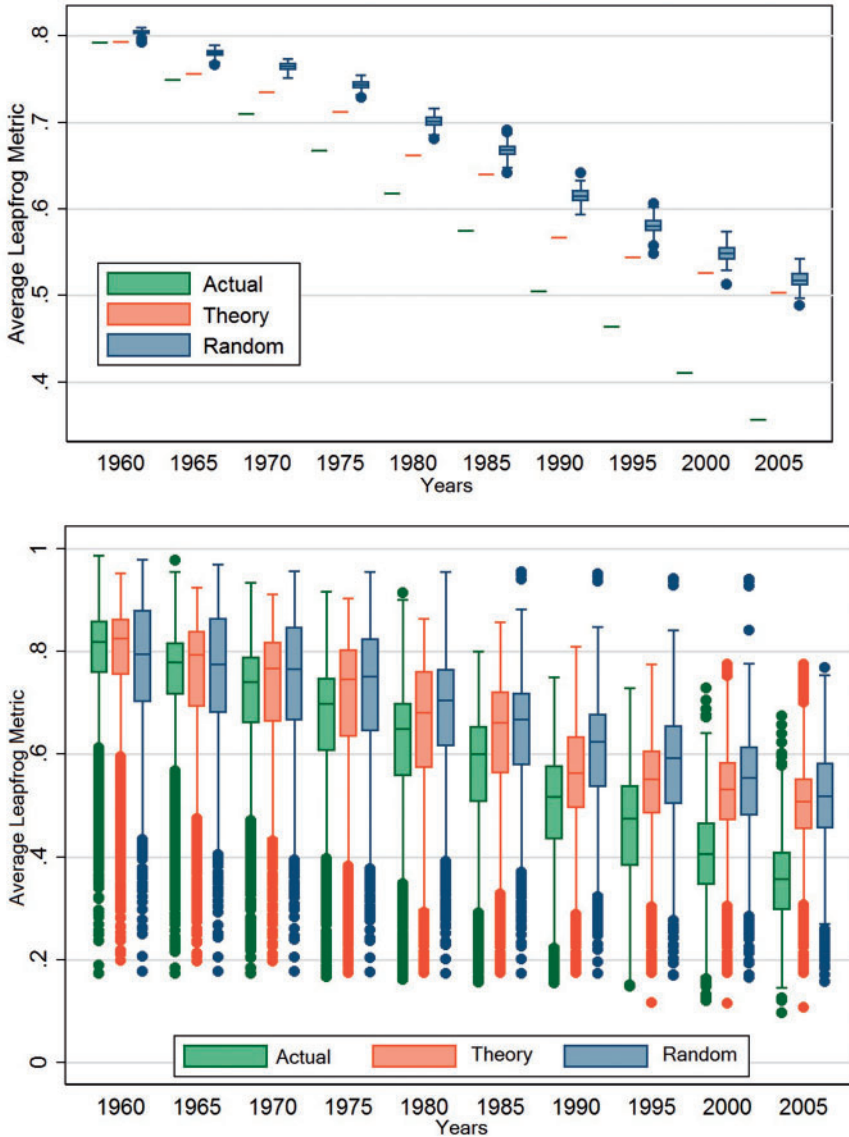 .8
.7
.6
.5
.4
Average Leapfrog Metric
Actual
Theory
Random
1960 1965 1970 1975 1980 1985 1990 1995 2000 2005
Years
1
.8
.6
.4
.2
0
Average Leapfrog Metric
Actual Theory Random
1960 1965 1970 1975 1980 1985 1990 1995 2000 2005
Years